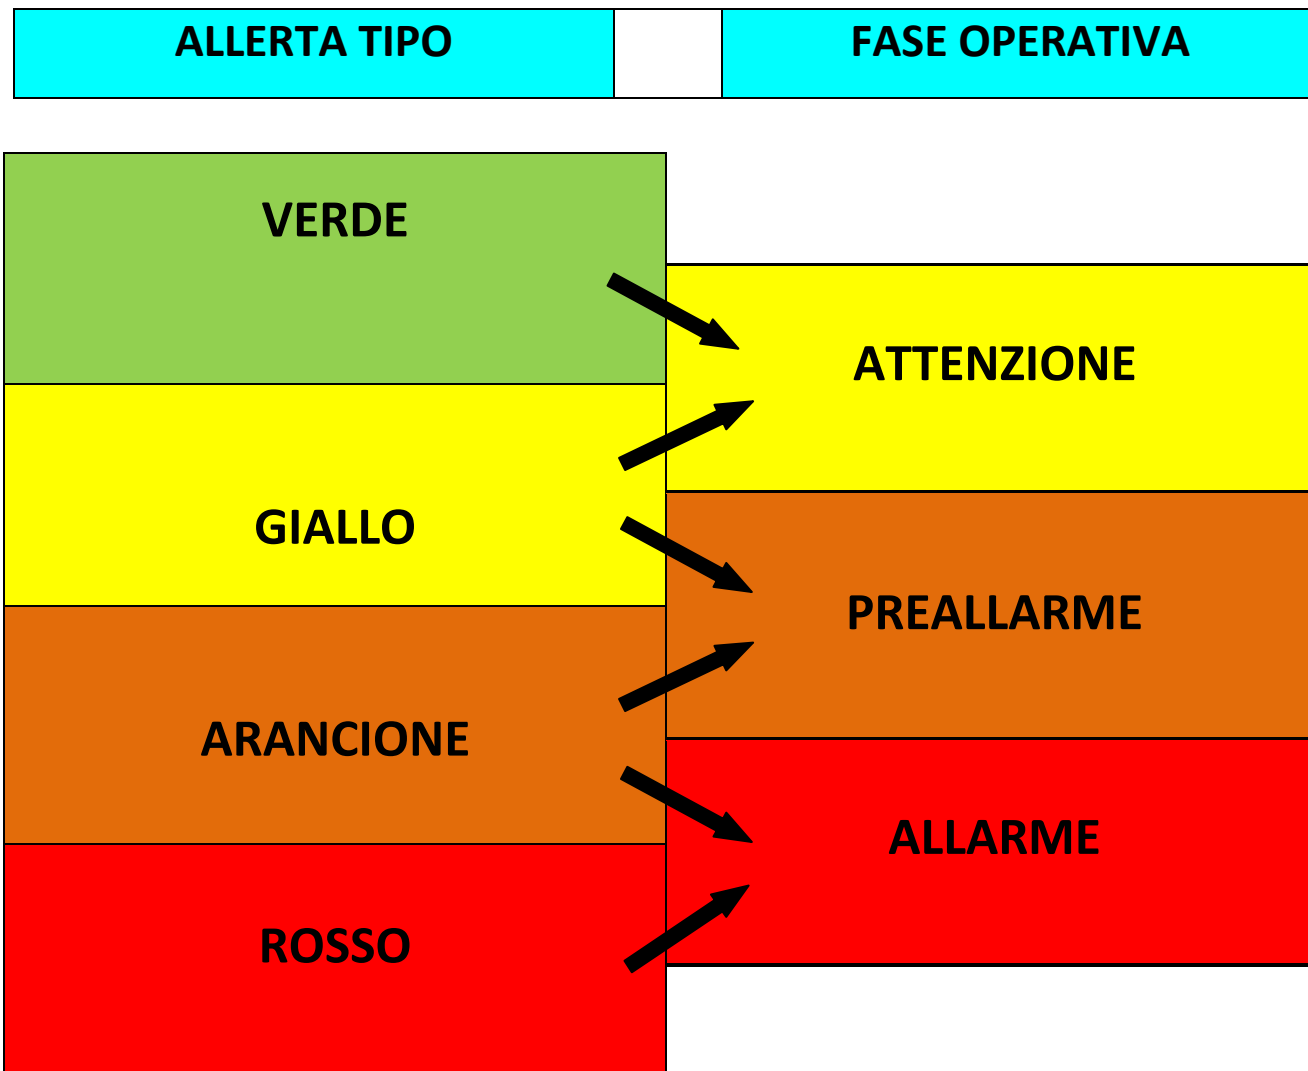 ALLERTA TIPO
FASE OPERATIVA
VERDE
ATTENZIONE
GIALLO
PREALLARME
ARANCIONE
ALLARME
ROSSO